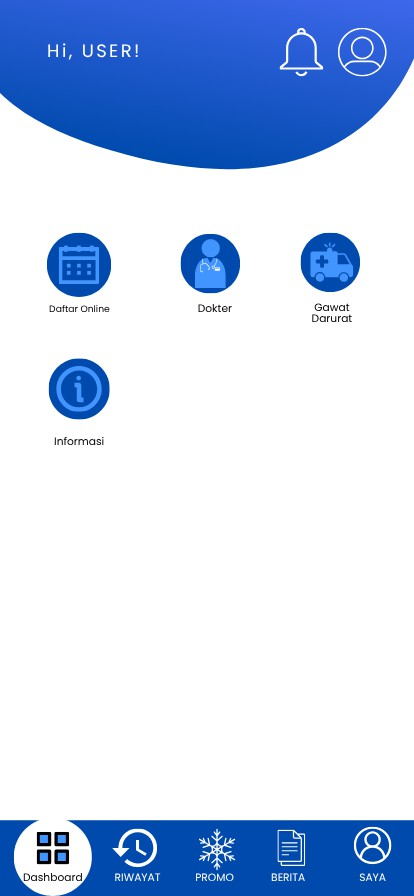 Hi, USER!
Daftar Online
Dokter
Gawat
Darurat
Informasi
Dashboard
RIWAYAT
PROMO
BERITA
SAYA